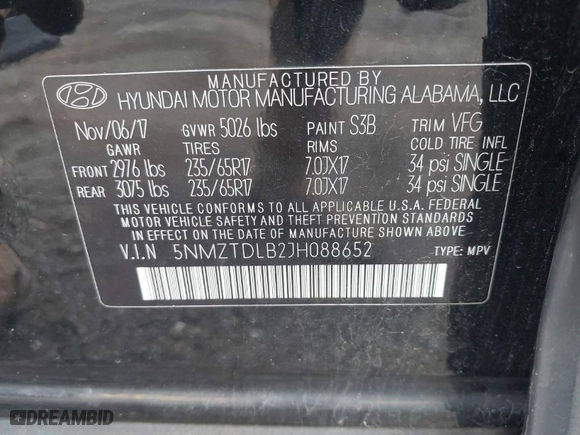 MANUFACTURED BY
HYUNDAI MOTOR MANUFACTURING ALABAMA, LLC
Nov/06/17 GVWR 5026 lbs PAINT S3B TRIM VFG
GAWR TIRES RIMS COLD TIRE INFL
FRONT 2976 lbs 235/65R17 7.0JX17 34 psi SINGLE
REAR 3075 lbs 235/65R17 7.0JX17 34 psi SINGLE
THIS VEHICLE CONFORMS TO ALL APPLICABLE U.S.A. FEDERAL
MOTOR VEHICLE SAFETY AND THEFT PREVENTION STANDARDS
IN EFFECT ON THE DATE OF MANUFACTURE SHOWN ABOVE.
V.I.N 5NMZTDLB2JH088652 TYPE: MPV
DREAMBID